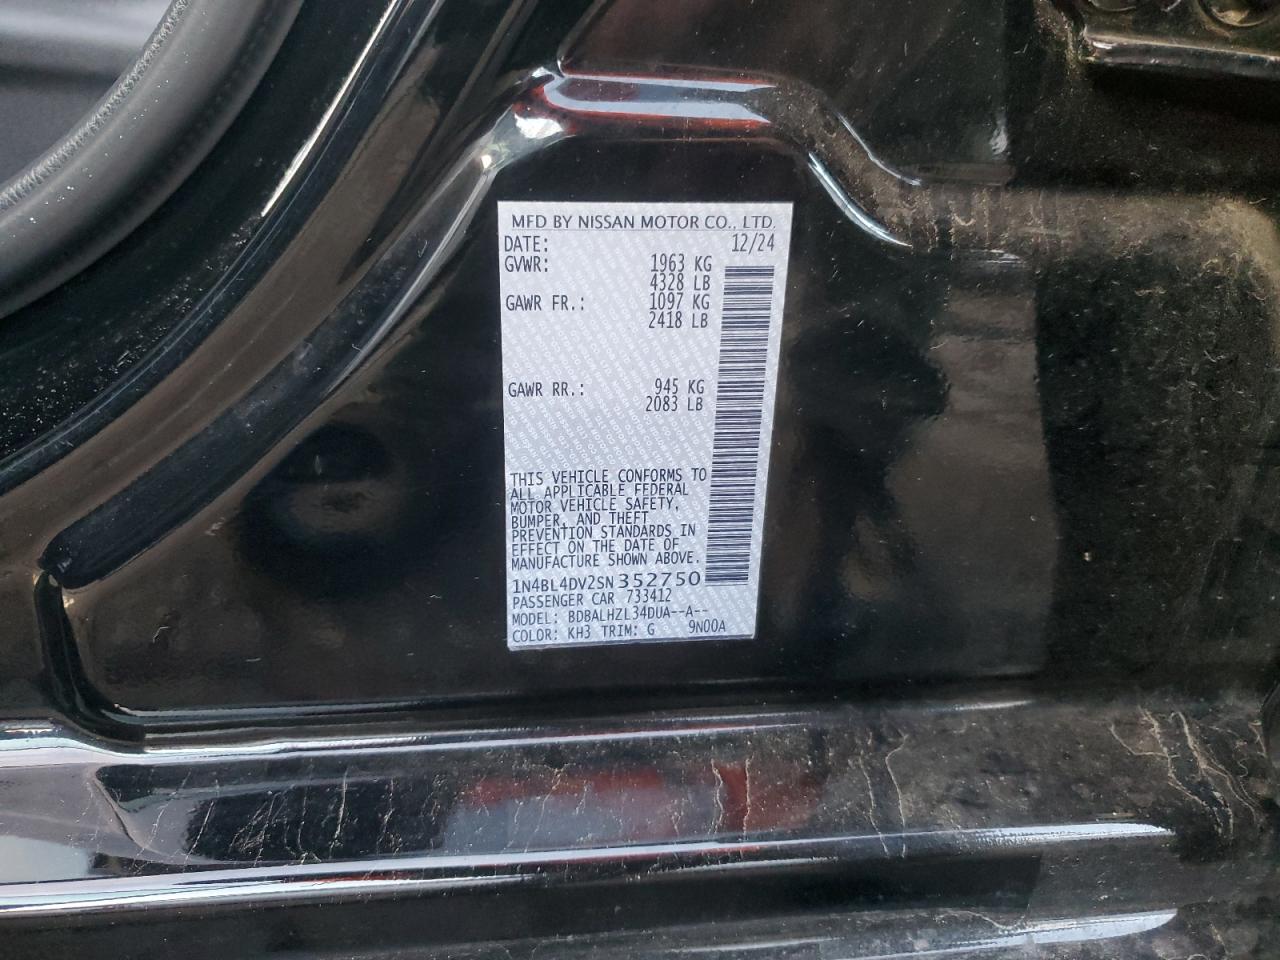 MFD BY NISSAN MOTOR CO., LTD.
DATE: 12/24
GVWR: 1963 KG
4328 LB
GAWR FR.: 1097 KG
2418 LB
GAWR RR.: 945 KG
2083 LB
THIS VEHICLE CONFORMS TO
ALL APPLICABLE FEDERAL
MOTOR VEHICLE SAFETY,
BUMPER, AND THEFT
PREVENTION STANDARDS IN
EFFECT ON THE DATE OF
MANUFACTURE SHOWN ABOVE.
1N4BL4DV2SN352750
PASSENGER CAR 733412
MODEL: BDBALHZL34DUA--A--
COLOR: KH3 TRIM: G 9N00A